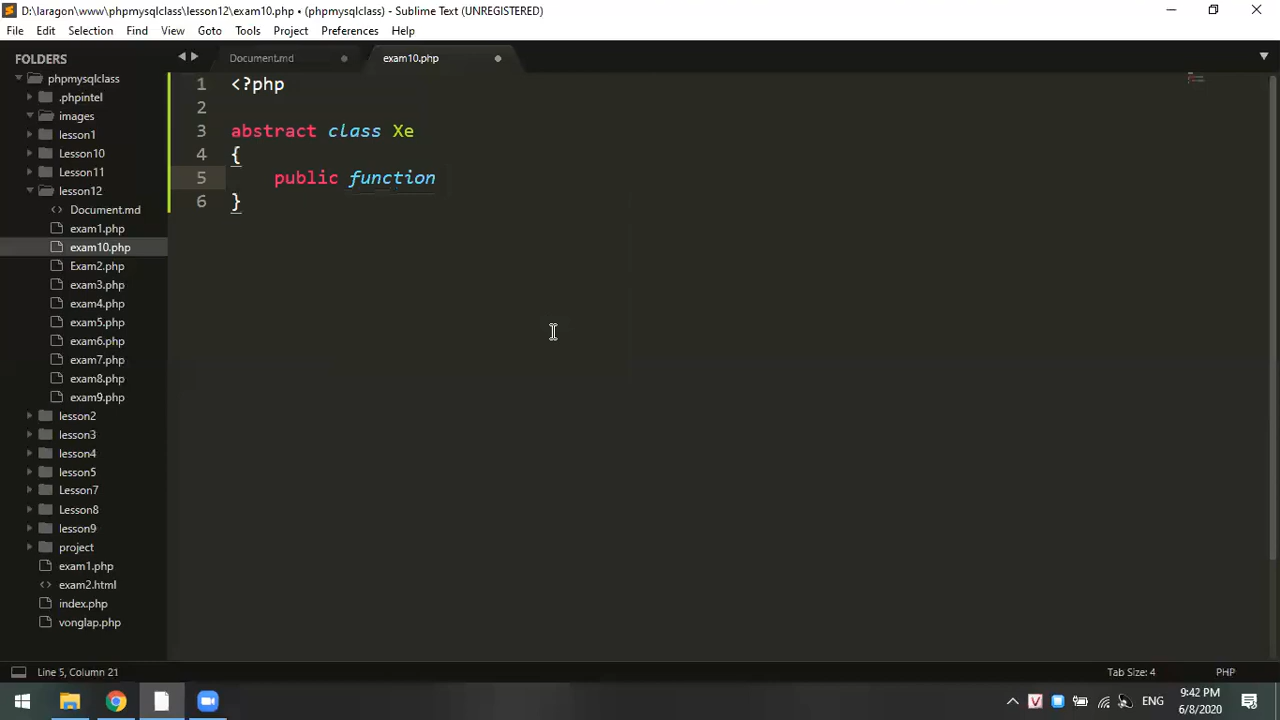 D:\laragon\www\phpmysqlclass\lesson12\exam10.php • (phpmysqlclass) - Sublime Text (UNREGISTERED)
File Edit Selection Find View Goto Tools Project Preferences Help
FOLDERS
phpmysqlclass
.phpintel
images
lesson1
Lesson10
Lesson11
lesson12
Document.md
exam1.php
exam10.php
Exam2.php
exam3.php
exam4.php
exam5.php
exam6.php
exam7.php
exam8.php
exam9.php
lesson2
lesson3
lesson4
lesson5
Lesson7
Lesson8
lesson9
project
exam1.php
exam2.html
index.php
vonglap.php
Document.md exam10.php
1 <?php
2
3 abstract class Xe
4 {
5 public function
6 }
Line 5, Column 21
Tab Size: 4 PHP
V
ENG
9:42 PM
6/8/2020